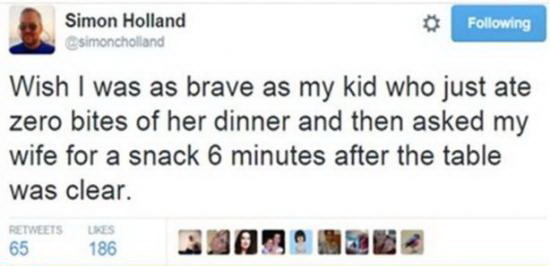 Simon Holland
@simoncholland
Following
Wish I was as brave as my kid who just ate
zero bites of her dinner and then asked my
wife for a snack 6 minutes after the table
was clear.
RETWEETS LIKES
65 186